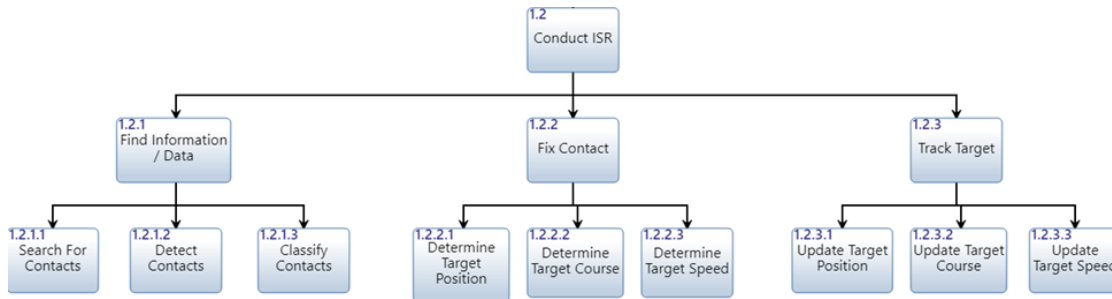 1.2
Conduct ISR
1.2.1
Find Information
/ Data
1.2.2
Fix Contact
1.2.3
Track Target
1.2.1.1
Search For
Contacts
1.2.1.2
Detect
Contacts
1.2.1.3
Classify
Contacts
1.2.2.1
Determine
Target
Position
1.2.2.2
Determine
Target Course
1.2.2.3
Determine
Target Speed
1.2.3.1
Update Target
Position
1.2.3.2
Update Target
Course
1.2.3.3
Update
Target Speed